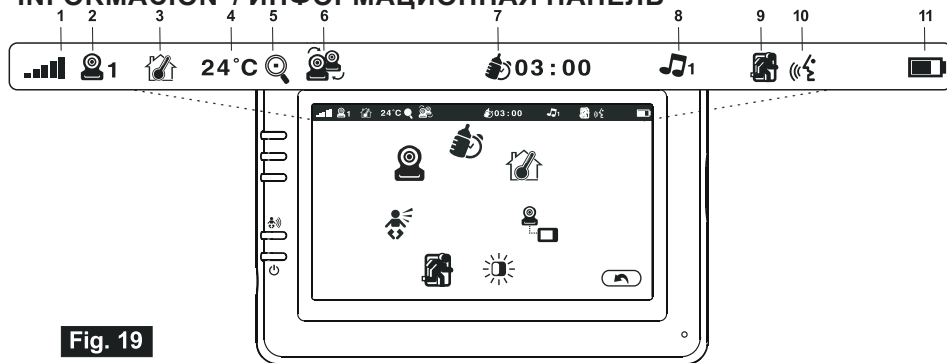 INFORMACIÓN / ИНФОРМАЦИОННАЯ ПАНЕЛЬ
1 2 3 4 5 6 7 8 9 10 11
1 24°C 03:00 1
1 24°C 03:00 1
Fig. 19